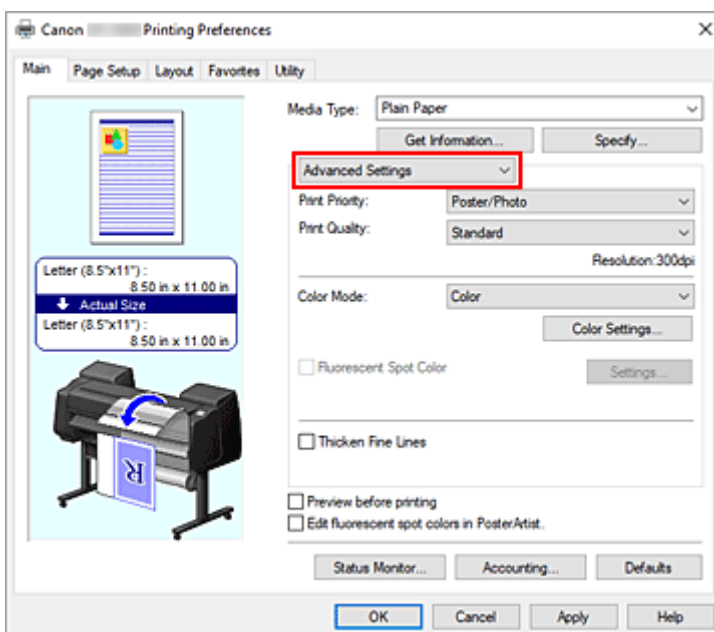 Canon Printing Preferences
Main Page Setup Layout Favorites Utility
Media Type: Plain Paper
Get Information... Specify...
Advanced Settings
Print Priority: Poster/Photo
Print Quality: Standard
Resolution:300dpi
Letter (8.5"x11") :
8.50 in x 11.00 in
Actual Size
Letter (8.5"x11") :
8.50 in x 11.00 in
Color Mode: Color
Color Settings...
Fluorescent Spot Color Settings...
Thicken Fine Lines
R
Preview before printing
Edit fluorescent spot colors in PosterArtist.
Status Monitor... Accounting... Defaults
OK Cancel Apply Help